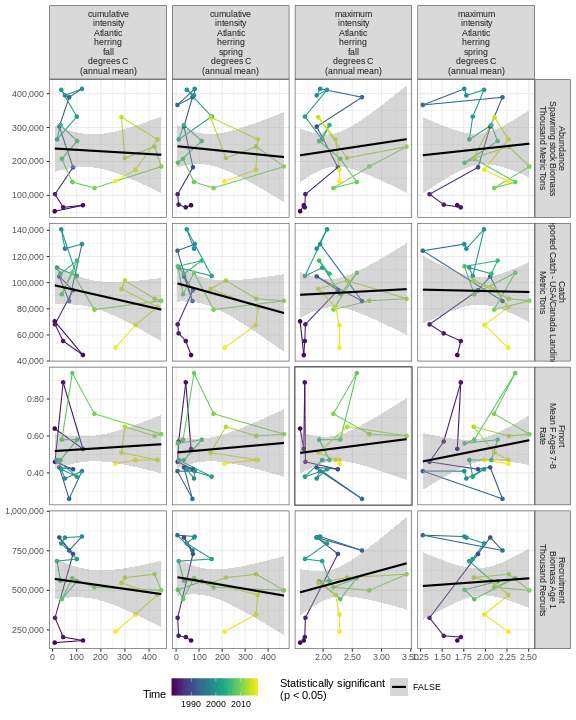 cumulative
intensity
Atlantic
herring
fall
degrees C
(annual mean)
cumulative
intensity
Atlantic
herring
spring
degrees C
(annual mean)
maximum
intensity
Atlantic
herring
fall
degrees C
(annual mean)
maximum
intensity
Atlantic
herring
spring
degrees C
(annual mean)
400,000
300,000
200,000
100,000
Abundance
Spawning stock Biomass
Thousand Metric Tons
140,000
120,000
100,000
80,000
60,000
40,000
Catch
ported Catch - USA/Canada Landin
Metric Tons
0.80
0.60
0.40
Fmort
Mean F Ages 7-8
Rate
1,000,000
750,000
500,000
250,000
Recruitment
Biomass Age 1
Thousand Recruits
0 100 200 300 400
0 100 200 300 400
2.00 2.50 3.00 3.50
1.25 1.50 1.75 2.00 2.25 2.50
Time
1990 2000 2010
Statistically significant
(p < 0.05)
FALSE